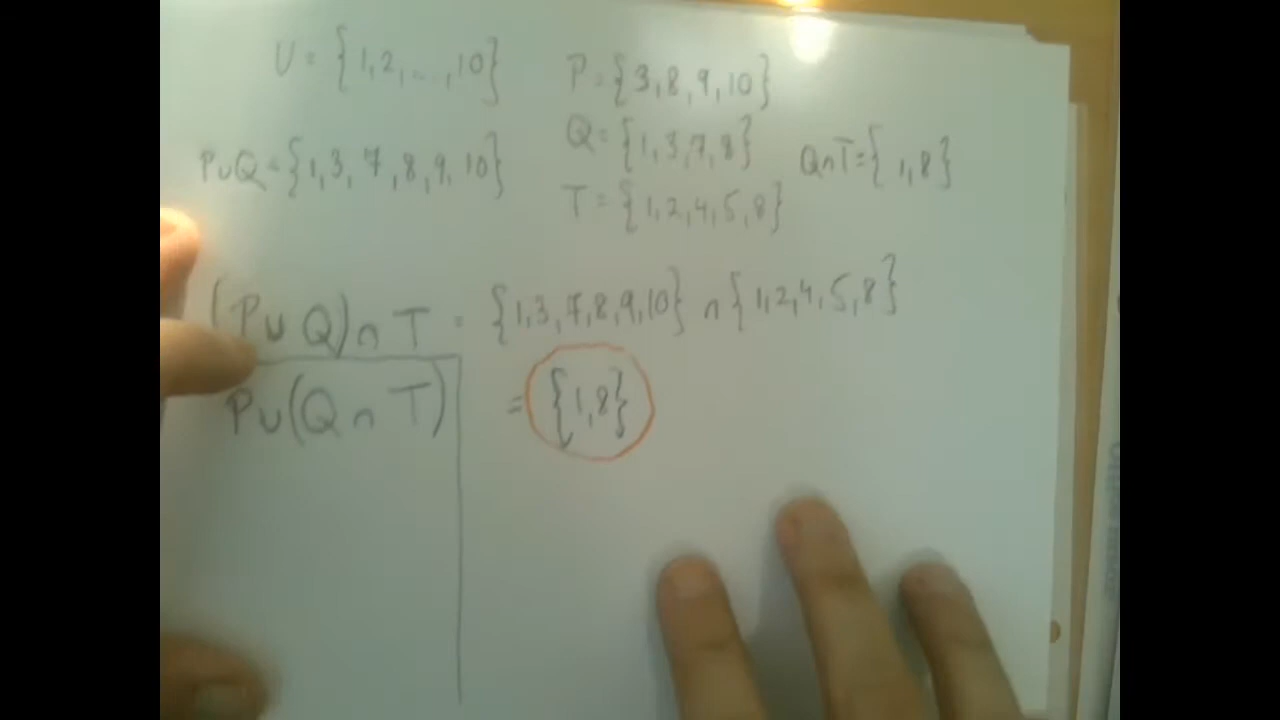 U = {1,2,...,10}
P = {3,8,9,10}
Q = {1,3,7,8}
P∪Q = {1,3,7,8,9,10}
Q∩T = {1,8}
T = {1,2,4,5,8}
(P∪Q)∩T = {1,3,7,8,9,10} ∩ {1,2,4,5,8}
P∪(Q∩T) = {1,8}